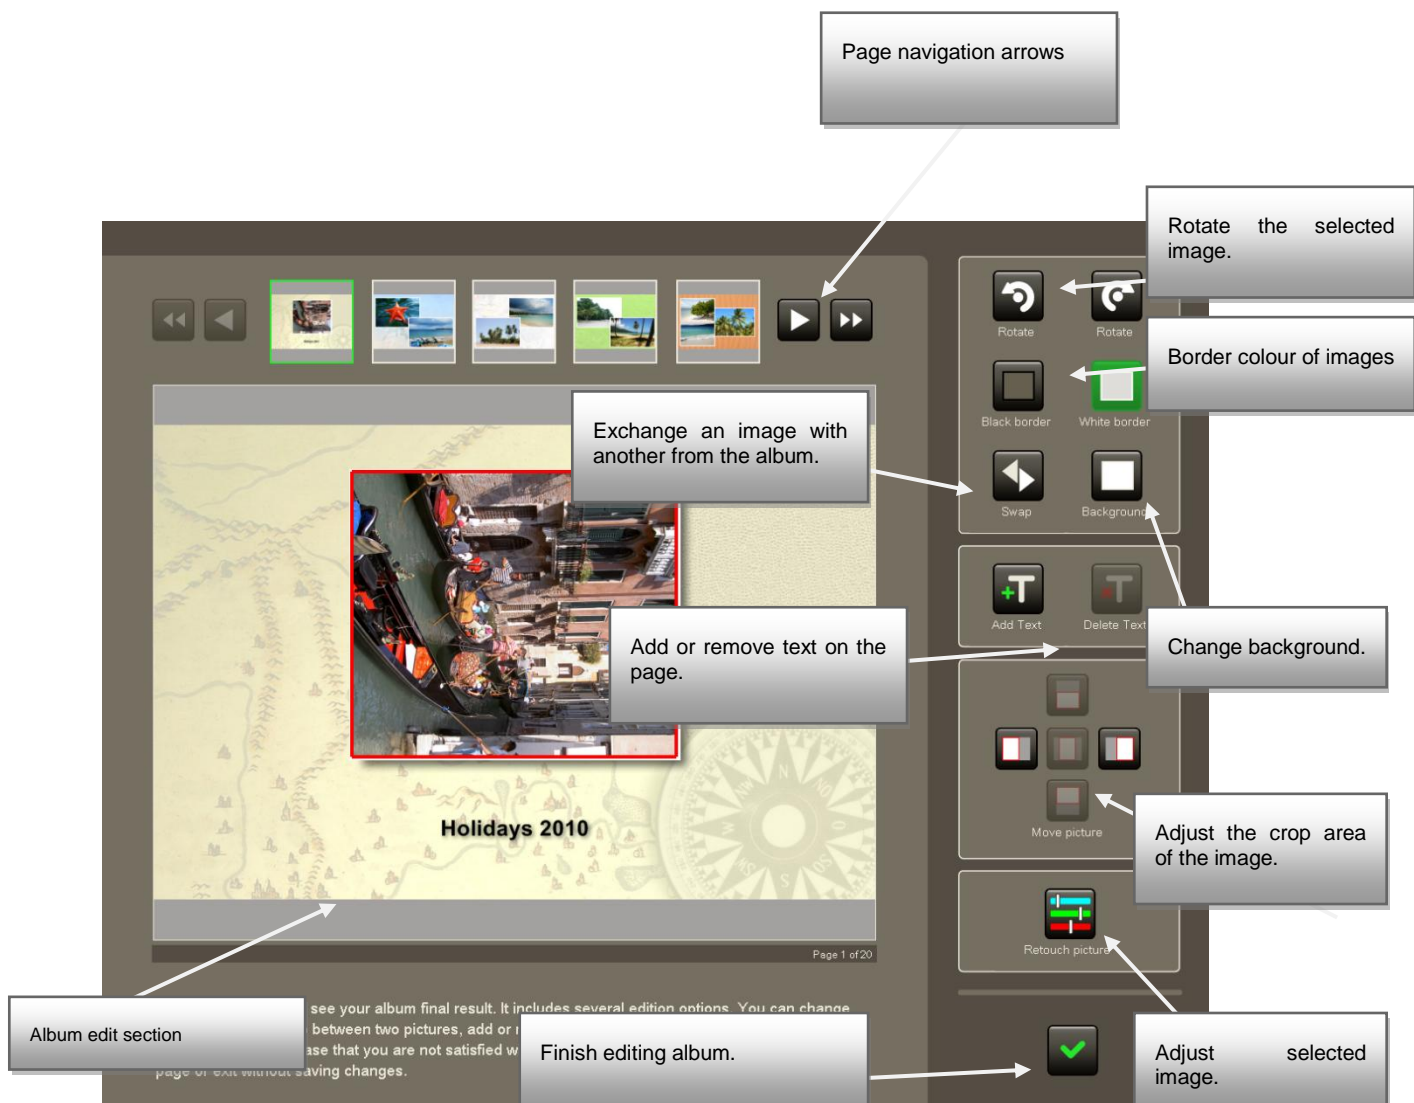 Page navigation arrows
Rotate the selected
image.
Rotate
Rotate
Border colour of images
Black border
White border
Exchange an image with
another from the album.
Swap
Background
Add Text
Delete Text
Add or remove text on the
page.
Change background.
Holidays 2010
Move picture
Adjust the crop area
of the image.
Retouch picture
Page 1 of 20
see your album final result. It includes several edition options. You can change
between two pictures, add or
ase that you are not satisfied
page or exit without saving changes.
Album edit section
Finish editing album.
Adjust selected
image.